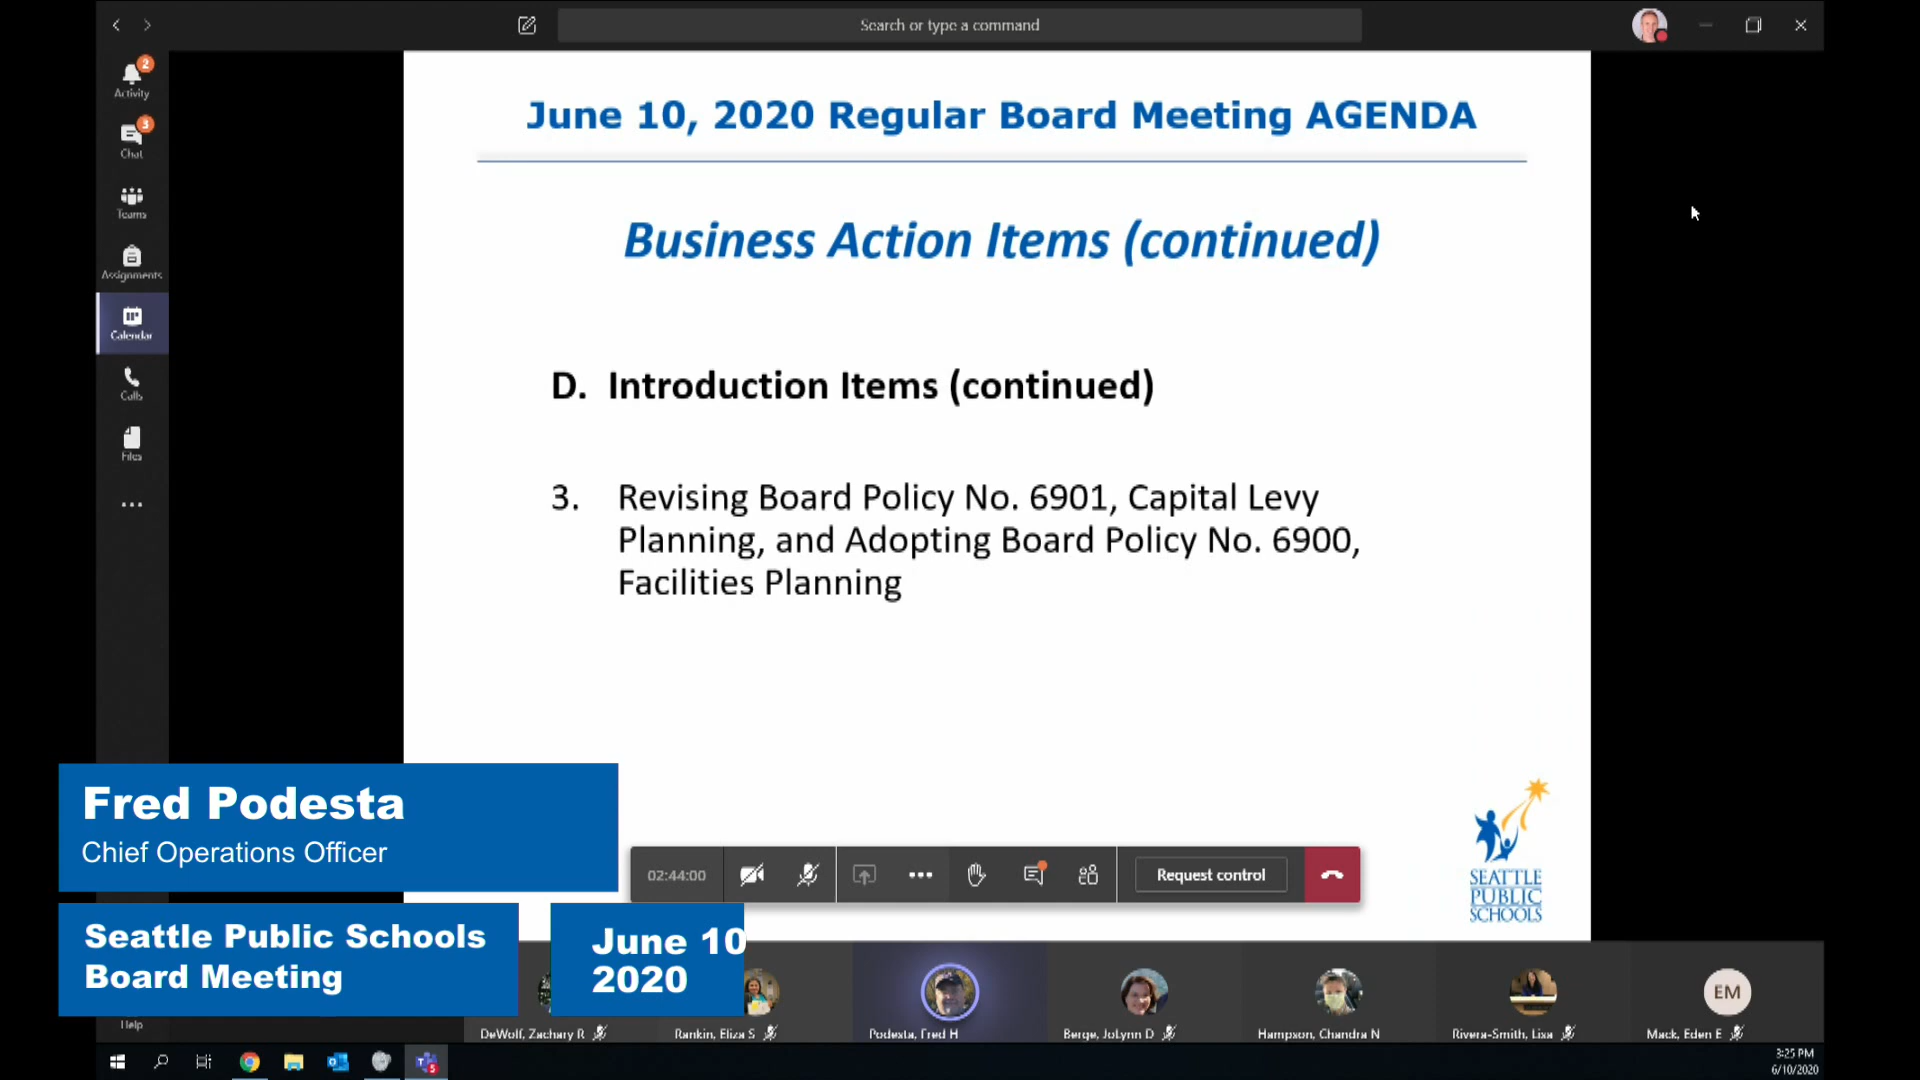 Search or type a command
2
Activity
3
Chat
Teams
Assignments
Calendar
Calls
Files
Help
June 10, 2020 Regular Board Meeting AGENDA
Business Action Items (continued)
D. Introduction Items (continued)
3. Revising Board Policy No. 6901, Capital Levy
Planning, and Adopting Board Policy No. 6900,
Facilities Planning
SEATTLE
PUBLIC
SCHOOLS
Fred Podesta
Chief Operations Officer
Seattle Public Schools
Board Meeting
June 10
2020
02:44:00
Request control
DeWolf, Zachary R
Rankin, Eliza S
Podesta, Fred H
Berge, JoLynn D
Hampson, Chandra N
Rivera-Smith, Lisa
EM
Mack, Eden E
5
3:25 PM
6/10/2020